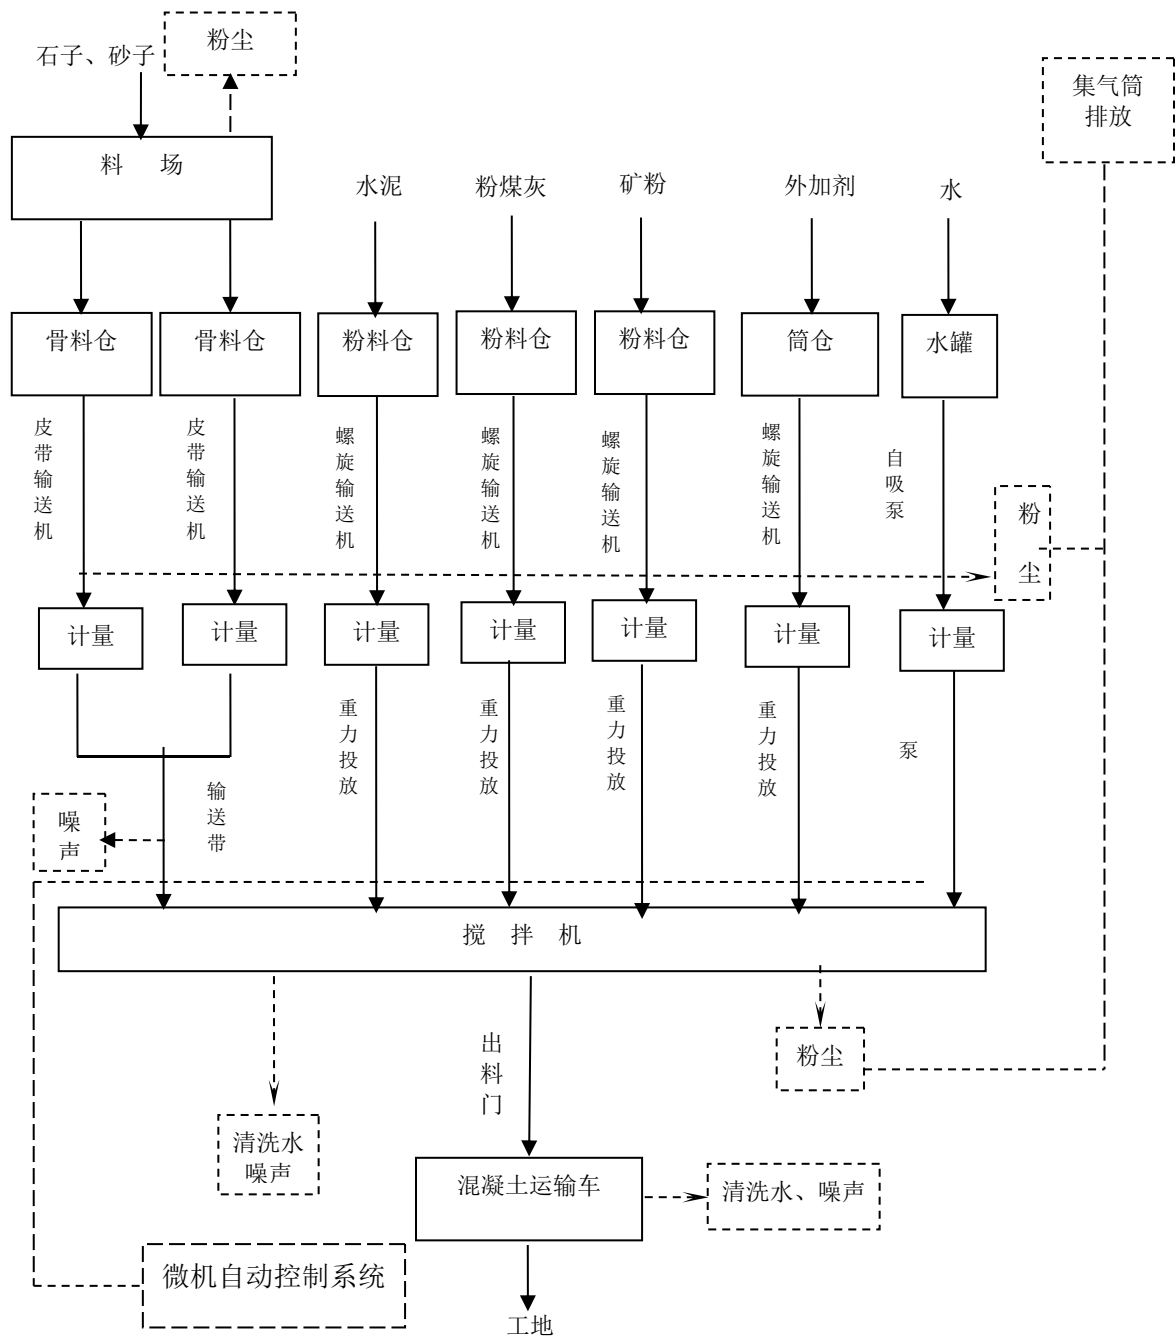 粉尘
石子、砂子
集气筒
排放
料 场
水泥
粉煤灰
矿粉
外加剂
水
骨料仓
骨料仓
粉料仓
粉料仓
粉料仓
筒仓
水罐
皮带输送机
皮带输送机
螺旋输送机
螺旋输送机
螺旋输送机
螺旋输送机
自吸泵
粉尘
计量
计量
计量
计量
计量
计量
计量
重力投放
重力投放
重力投放
重力投放
泵
输送带
噪声
搅 拌 机
出料门
粉尘
清洗水
噪声
混凝土运输车
清洗水、噪声
微机自动控制系统
工地